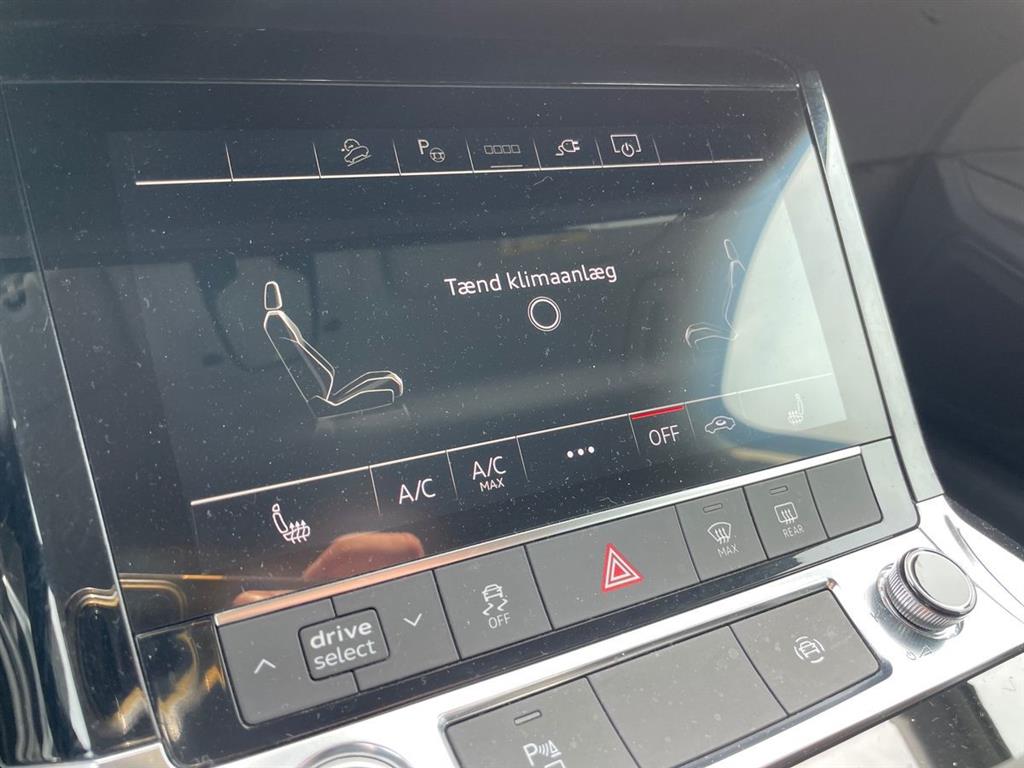 P
Tænd klimaanlæg
A/C
A/C
MAX
OFF
MAX
REAR
OFF
drive
select
P